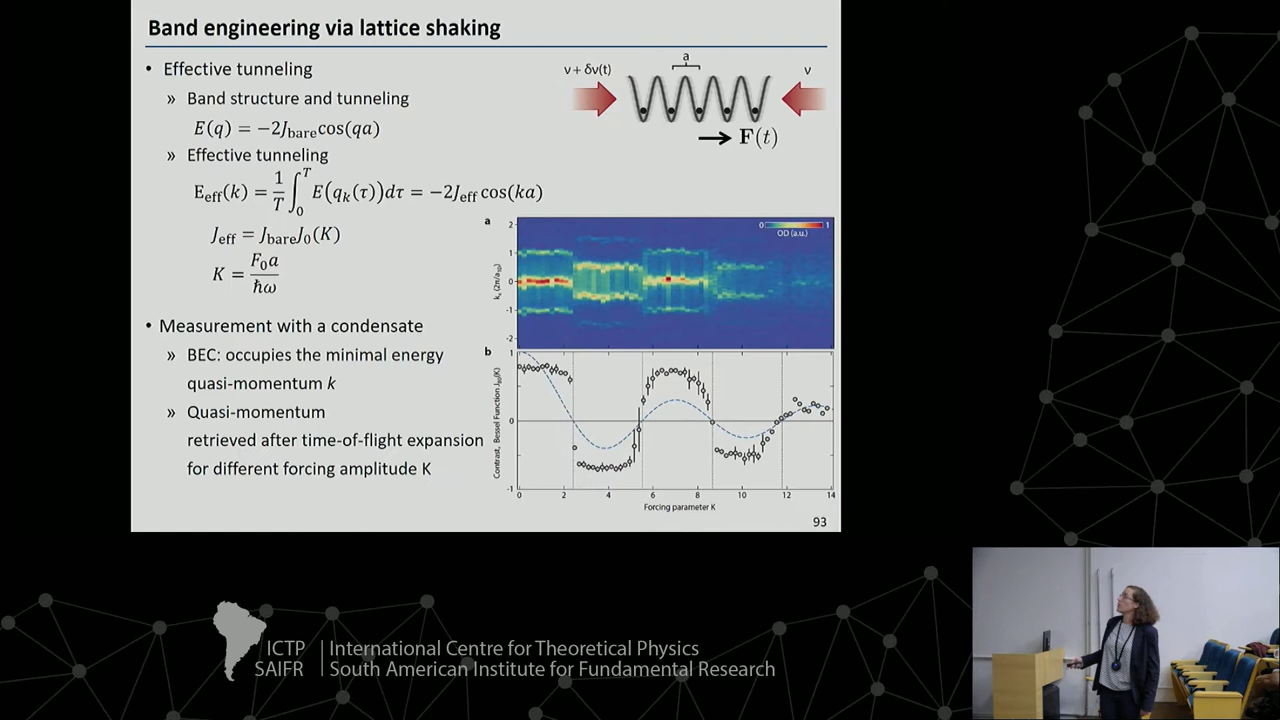 Band engineering via lattice shaking
• Effective tunneling
» Band structure and tunneling
E(q) = −2J_bare cos(qa)
» Effective tunneling
E_eff(k) = 1/T ∫_0^T E(q_k(τ))dτ = −2J_eff cos(ka)
J_eff = J_bare J_0(K)
K = F_0 a / ħω
• Measurement with a condensate
» BEC: occupies the minimal energy
quasi-momentum k
» Quasi-momentum
retrieved after time-of-flight expansion
for different forcing amplitude K
a
ν + δν(t)
ν
F(t)
a
2
1
0
-1
-2
0 1
OD (a.u.)
b
1
0
-1
0 2 4 6 8 10 12 14
Forcing parameter K
93
ICTP
SAIFR
International Centre for Theoretical Physics
South American Institute for Fundamental Research